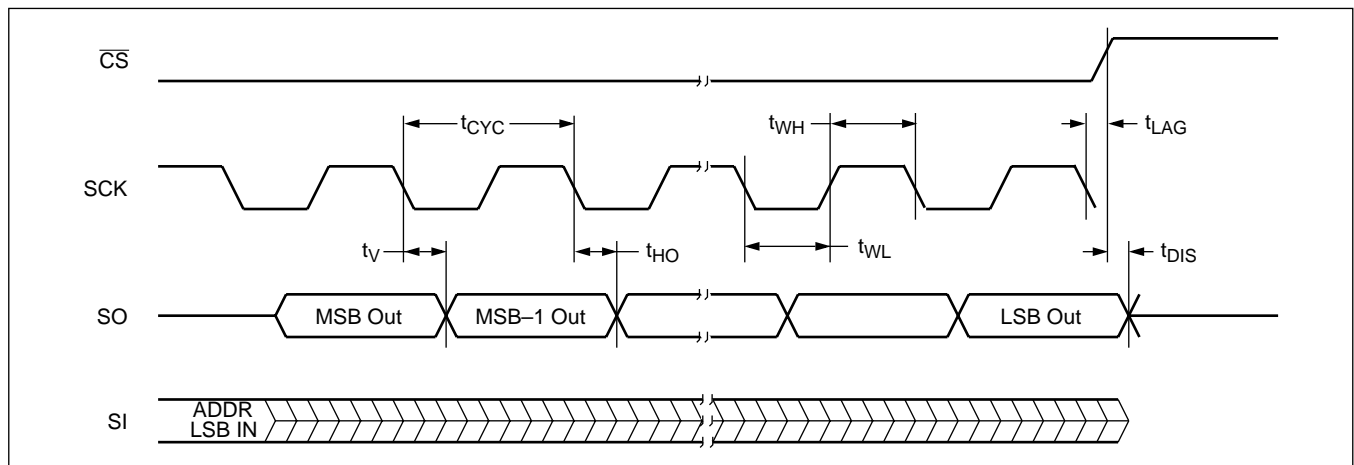 C̅S̅
tCYC
tWH
tLAG
SCK
tV
tHO
tWL
tDIS
SO
MSB Out
MSB–1 Out
LSB Out
SI
ADDR
LSB IN